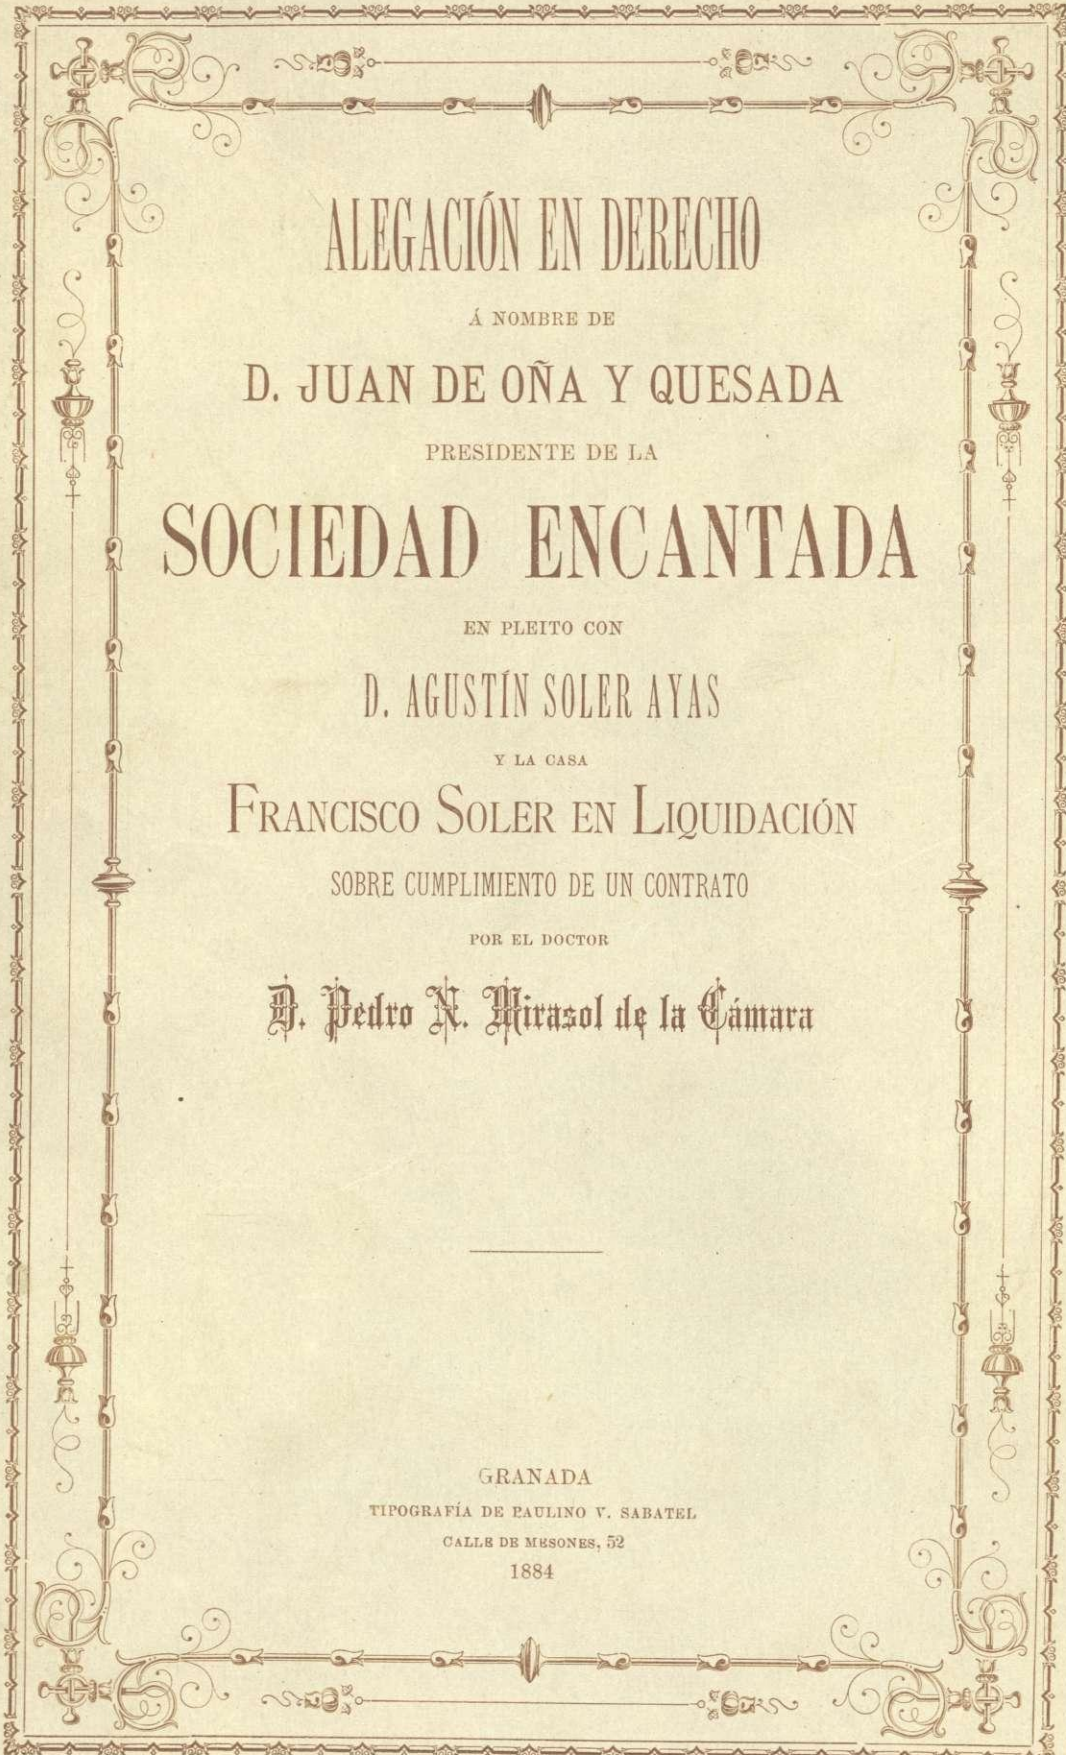 ALEGACIÓN EN DERECHO
Á NOMBRE DE
D. JUAN DE OÑA Y QUESADA
PRESIDENTE DE LA
SOCIEDAD ENCANTADA
EN PLEITO CON
D. AGUSTÍN SOLER AYAS
Y LA CASA
FRANCISCO SOLER EN LIQUIDACIÓN
SOBRE CUMPLIMIENTO DE UN CONTRATO
POR EL DOCTOR
D. Pedro N. Mirasol de la Cámara
GRANADA
TIPOGRAFÍA DE PAULINO V. SABATEL
CALLE DE MESONES, 52
1884